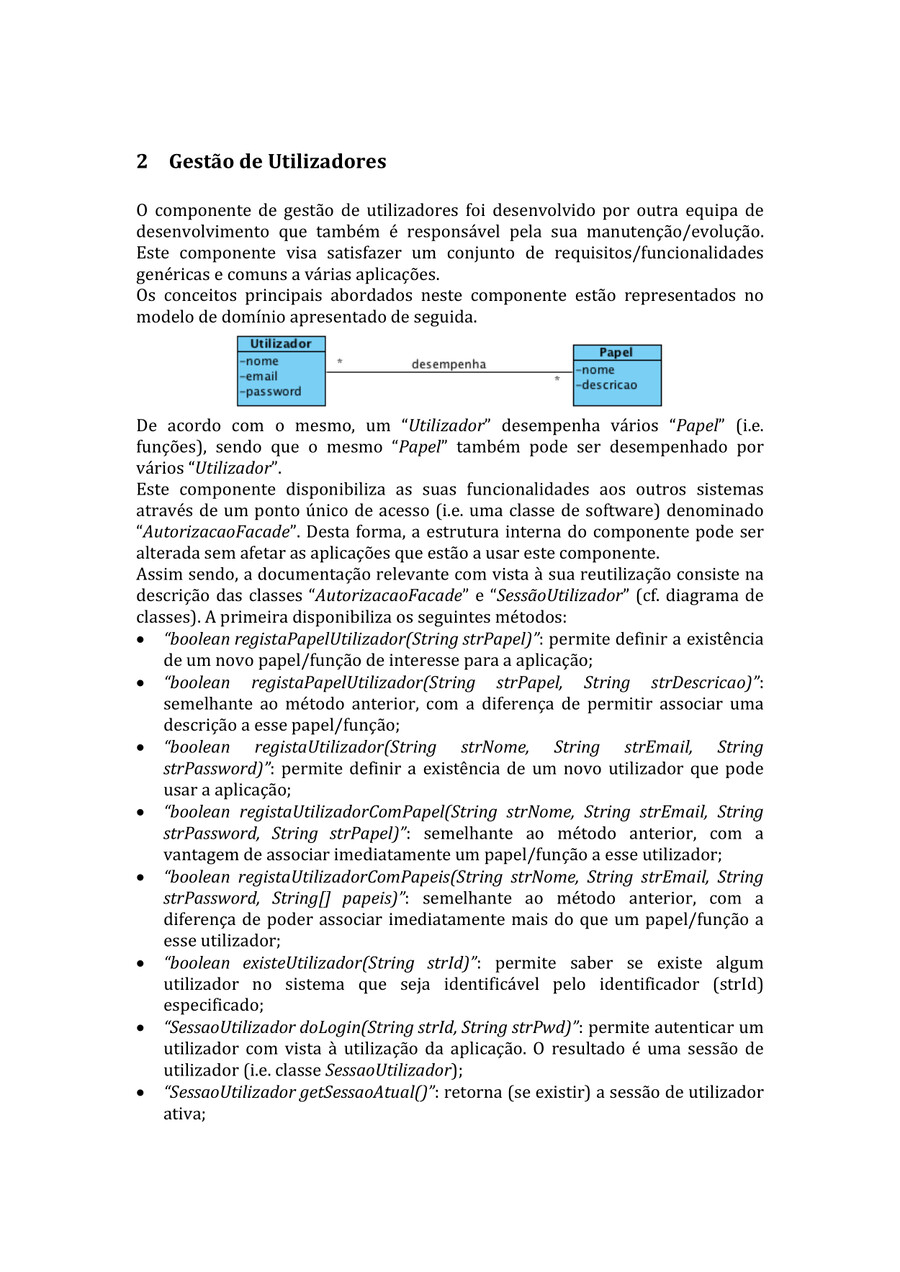 2 Gestão de Utilizadores
O componente de gestão de utilizadores foi desenvolvido por outra equipa de
desenvolvimento que também é responsável pela sua manutenção/evolução.
Este componente visa satisfazer um conjunto de requisitos/funcionalidades
genéricas e comuns a várias aplicações.
Os conceitos principais abordados neste componente estão representados no
modelo de domínio apresentado de seguida.
Utilizador
-nome
-email
-password
*
desempenha
*
Papel
-nome
-descricao
De acordo com o mesmo, um “Utilizador” desempenha vários “Papel” (i.e.
funções), sendo que o mesmo “Papel” também pode ser desempenhado por
vários “Utilizador”.
Este componente disponibiliza as suas funcionalidades aos outros sistemas
através de um ponto único de acesso (i.e. uma classe de software) denominado
“AutorizacaoFacade”. Desta forma, a estrutura interna do componente pode ser
alterada sem afetar as aplicações que estão a usar este componente.
Assim sendo, a documentação relevante com vista à sua reutilização consiste na
descrição das classes “AutorizacaoFacade” e “SessãoUtilizador” (cf. diagrama de
classes). A primeira disponibiliza os seguintes métodos:
• “boolean registaPapelUtilizador(String strPapel)”: permite definir a existência
de um novo papel/função de interesse para a aplicação;
• “boolean registaPapelUtilizador(String strPapel, String strDescricao)”:
semelhante ao método anterior, com a diferença de permitir associar uma
descrição a esse papel/função;
• “boolean registaUtilizador(String strNome, String strEmail, String
strPassword)”: permite definir a existência de um novo utilizador que pode
usar a aplicação;
• “boolean registaUtilizadorComPapel(String strNome, String strEmail, String
strPassword, String strPapel)”: semelhante ao método anterior, com a
vantagem de associar imediatamente um papel/função a esse utilizador;
• “boolean registaUtilizadorComPapeis(String strNome, String strEmail, String
strPassword, String[] papeis)”: semelhante ao método anterior, com a
diferença de poder associar imediatamente mais do que um papel/função a
esse utilizador;
• “boolean existeUtilizador(String strId)”: permite saber se existe algum
utilizador no sistema que seja identificável pelo identificador (strId)
especificado;
• “SessaoUtilizador doLogin(String strId, String strPwd)”: permite autenticar um
utilizador com vista à utilização da aplicação. O resultado é uma sessão de
utilizador (i.e. classe SessaoUtilizador);
• “SessaoUtilizador getSessaoAtual()”: retorna (se existir) a sessão de utilizador
ativa;